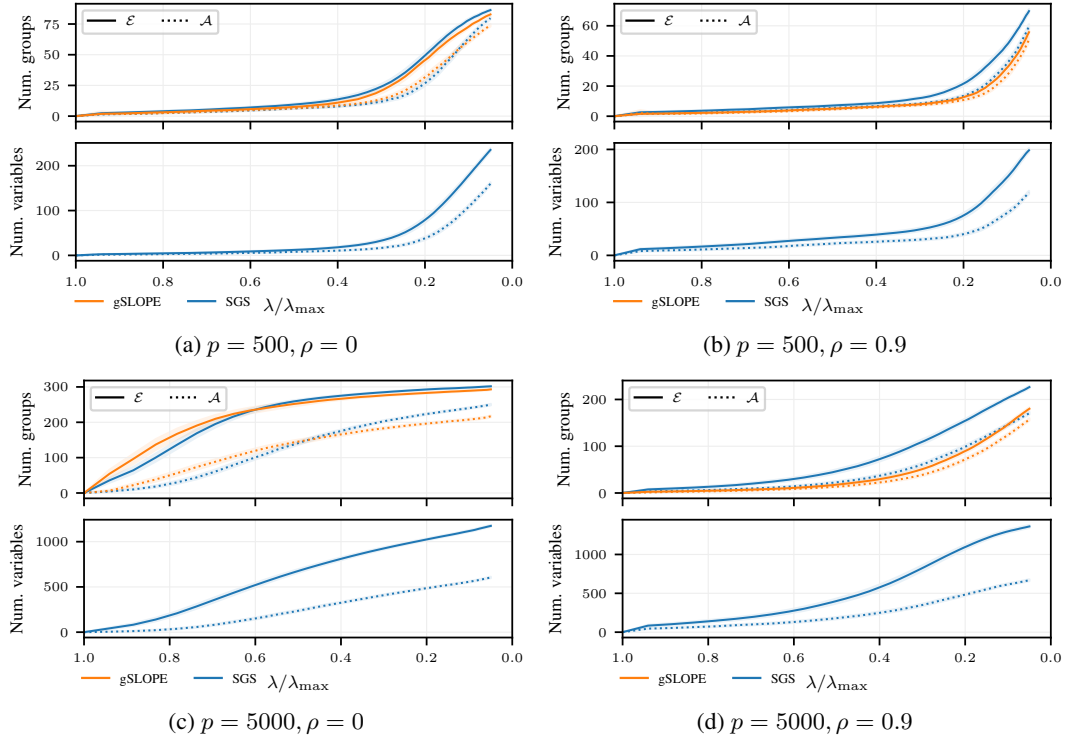 Num. groups
75
50
25
0
ℰ 𝒜
Num. variables
200
100
0
1.0 0.8 0.6 0.4 0.2 0.0
gSLOPE SGS λ/λmax
(a) p = 500, ρ = 0
Num. groups
60
40
20
0
ℰ 𝒜
Num. variables
200
100
0
1.0 0.8 0.6 0.4 0.2 0.0
gSLOPE SGS λ/λmax
(b) p = 500, ρ = 0.9
Num. groups
300
200
100
0
ℰ 𝒜
Num. variables
1000
500
0
1.0 0.8 0.6 0.4 0.2 0.0
gSLOPE SGS λ/λmax
(c) p = 5000, ρ = 0
Num. groups
200
100
0
ℰ 𝒜
Num. variables
1000
500
0
1.0 0.8 0.6 0.4 0.2 0.0
gSLOPE SGS λ/λmax
(d) p = 5000, ρ = 0.9